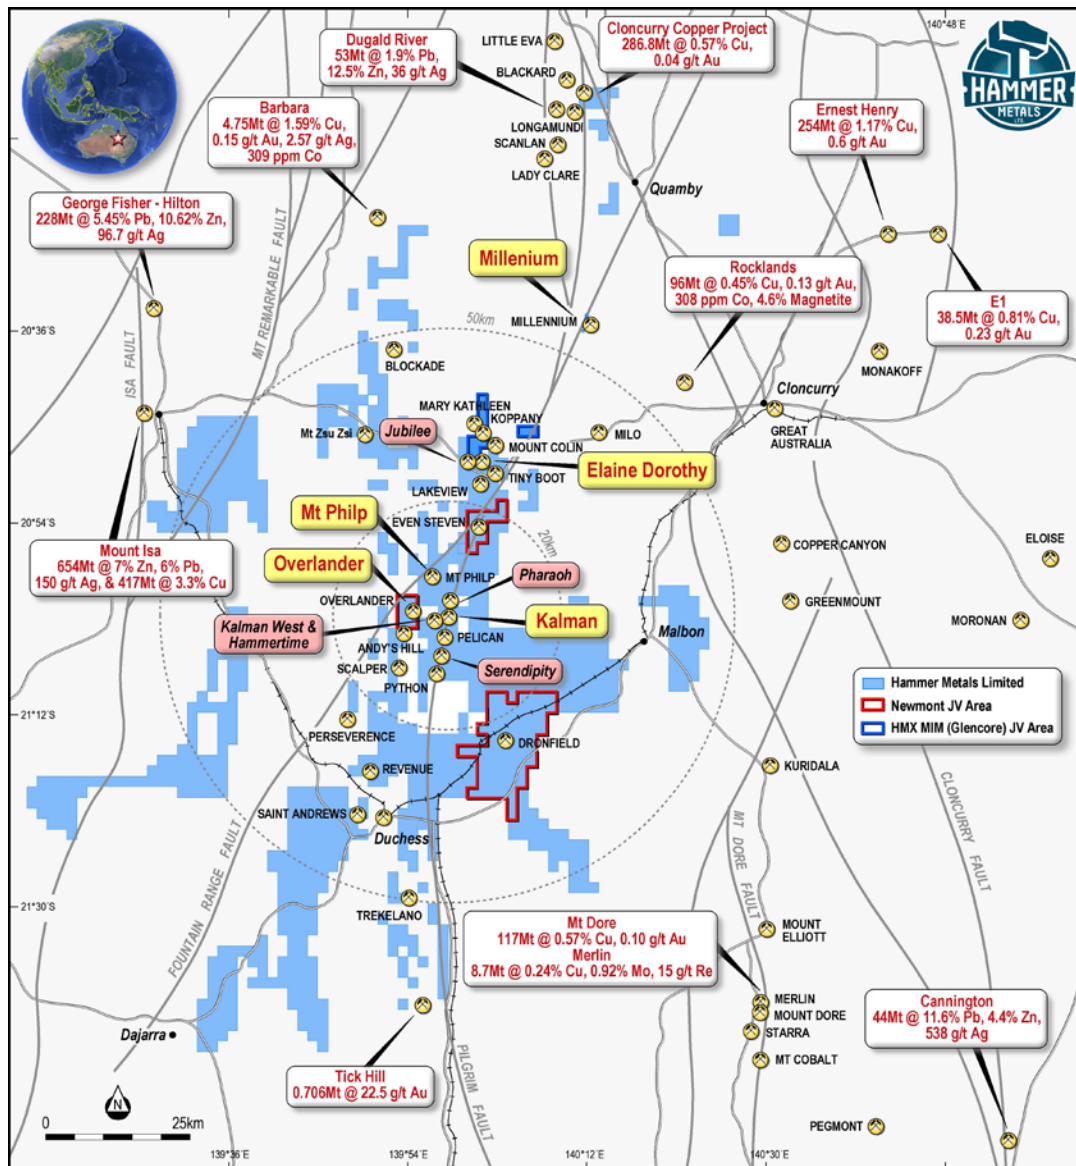 140°48´E
HAMMER
METALS
LTD
LITTLE EVA
Cloncurry Copper Project
286.8Mt @ 0.57% Cu,
0.04 g/t Au
Dugald River
53Mt @ 1.9% Pb,
12.5% Zn, 36 g/t Ag
BLACKARD
Barbara
4.75Mt @ 1.59% Cu,
0.15 g/t Au, 2.57 g/t Ag,
309 ppm Co
Ernest Henry
254Mt @ 1.17% Cu,
0.6 g/t Au
LONGAMUNDI
SCANLAN
LADY CLARE
Quamby
George Fisher - Hilton
228Mt @ 5.45% Pb, 10.62% Zn,
96.7 g/t Ag
MT REMARKABLE FAULT
Millenium
Rocklands
96Mt @ 0.45% Cu, 0.13 g/t Au,
308 ppm Co, 4.6% Magnetite
E1
38.5Mt @ 0.81% Cu,
0.23 g/t Au
20°36´S
50km
MILLENNIUM
ISA FAULT
BLOCKADE
MONAKOFF
Cloncurry
MARY KATHLEEN
KOPPANY
Jubilee
Mt Zsu Zsi
MOUNT COLIN
MILO
GREAT
AUSTRALIA
Elaine Dorothy
TINY BOOT
LAKEVIEW
Mt Philp
EVEN STEVEN
20°54´S
20km
Mount Isa
654Mt @ 7% Zn, 6% Pb,
150 g/t Ag, & 417Mt @ 3.3% Cu
COPPER CANYON
ELOISE
Overlander
MT PHILP
Pharaoh
OVERLANDER
GREENMOUNT
MORONAN
Kalman West &
Hammertime
Kalman
Malbon
ANDY'S HILL
PELICAN
SCALPER
Serendipity
PYTHON
Hammer Metals Limited
Newmont JV Area
HMX MIM (Glencore) JV Area
21°12´S
PERSEVERENCE
DRONFIELD
REVENUE
KURIDALA
SAINT ANDREWS
Duchess
MT DORE FAULT
CLONCURRY FAULT
FOUNTAIN RANGE FAULT
21°30´S
TREKELANO
Mt Dore
117Mt @ 0.57% Cu, 0.10 g/t Au
Merlin
8.7Mt @ 0.24% Cu, 0.92% Mo, 15 g/t Re
MOUNT
ELLIOTT
MERLIN
MOUNT DORE
STARRA
MT COBALT
Cannington
44Mt @ 11.6% Pb, 4.4% Zn,
538 g/t Ag
Dajarra
Tick Hill
0.706Mt @ 22.5 g/t Au
PILGRIM FAULT
N
0 25km
PEGMONT
139°36´E 139°54´E 140°12´E 140°30´E